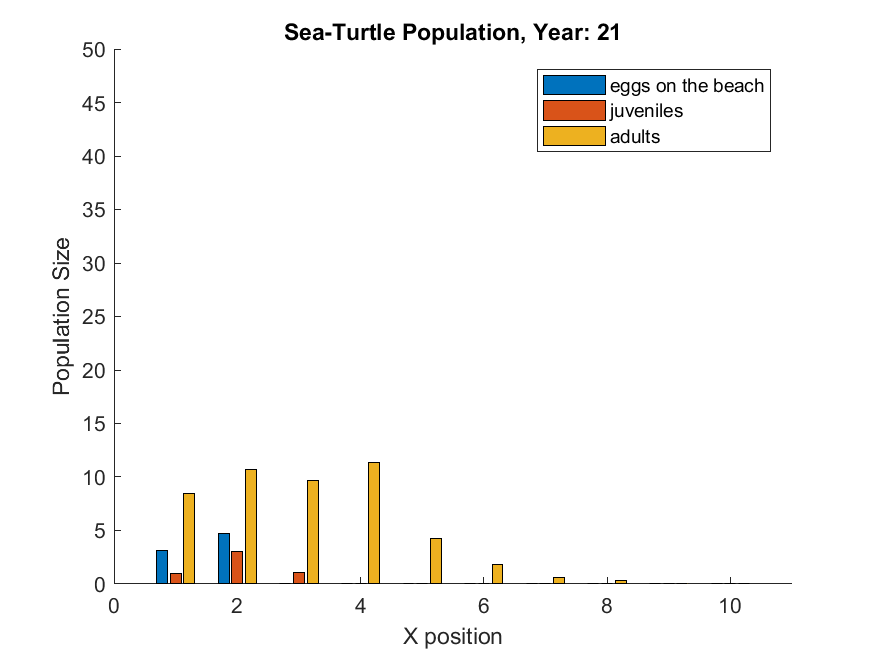 Sea-Turtle Population, Year: 21
50
45
40
35
30
25
20
15
10
5
0
Population Size
eggs on the beach
juveniles
adults
0 2 4 6 8 10
X position